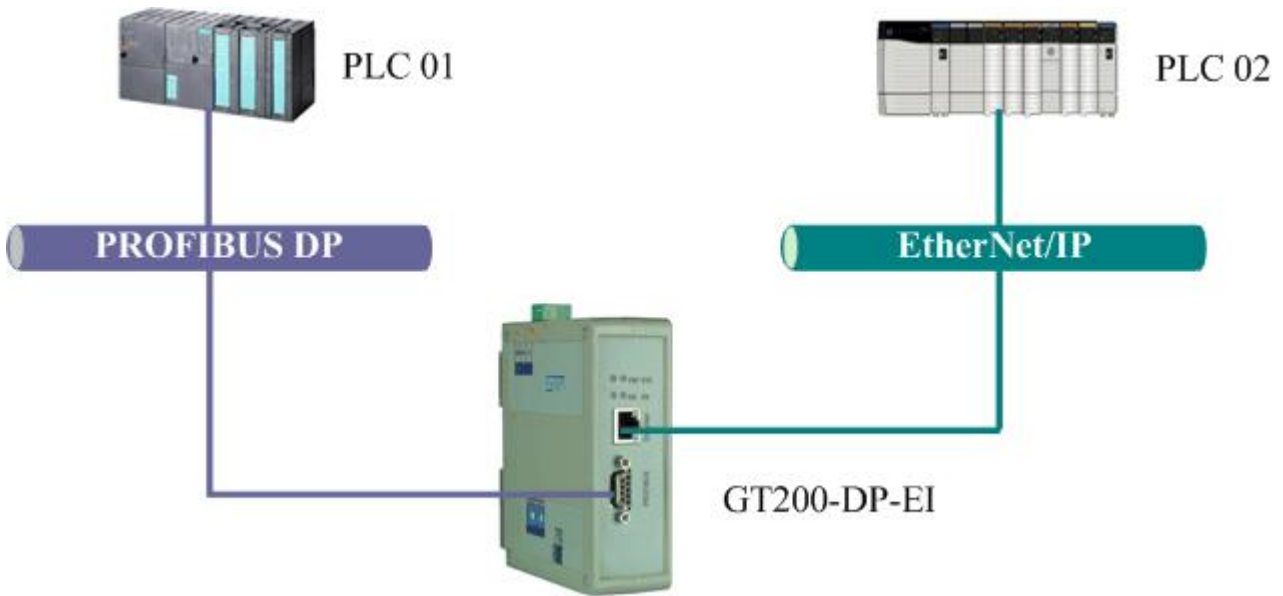 PLC 01
PLC 02
PROFIBUS DP
EtherNet/IP
GT200-DP-EI